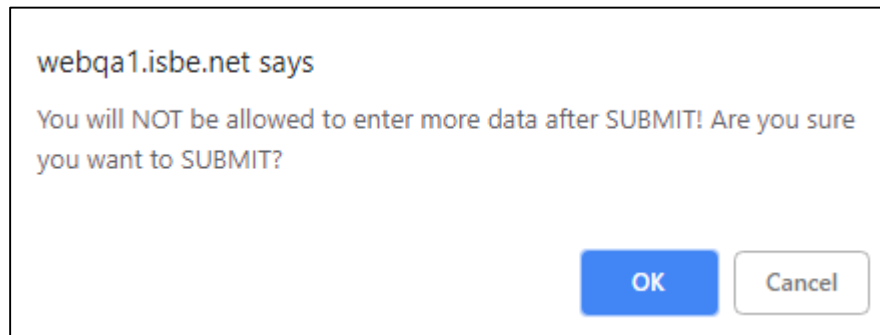 webqa1.isbe.net says
You will NOT be allowed to enter more data after SUBMIT! Are you sure
you want to SUBMIT?
OK
Cancel